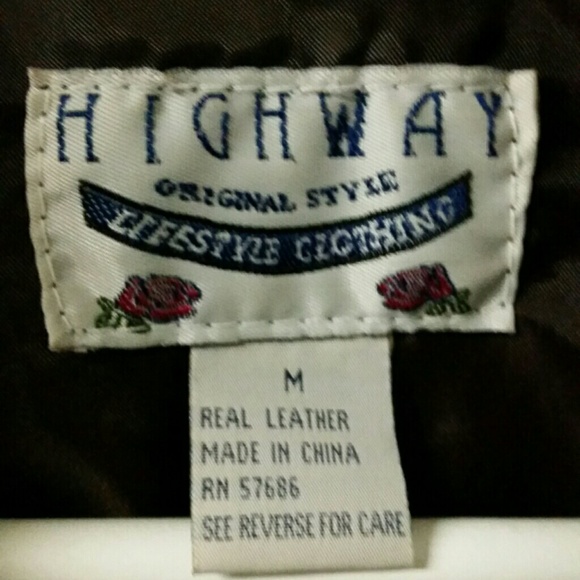 HIGHWAY
ORIGINAL STYLE
LIFESTYLE CLOTHING
M
REAL LEATHER
MADE IN CHINA
RN 57686
SEE REVERSE FOR CARE